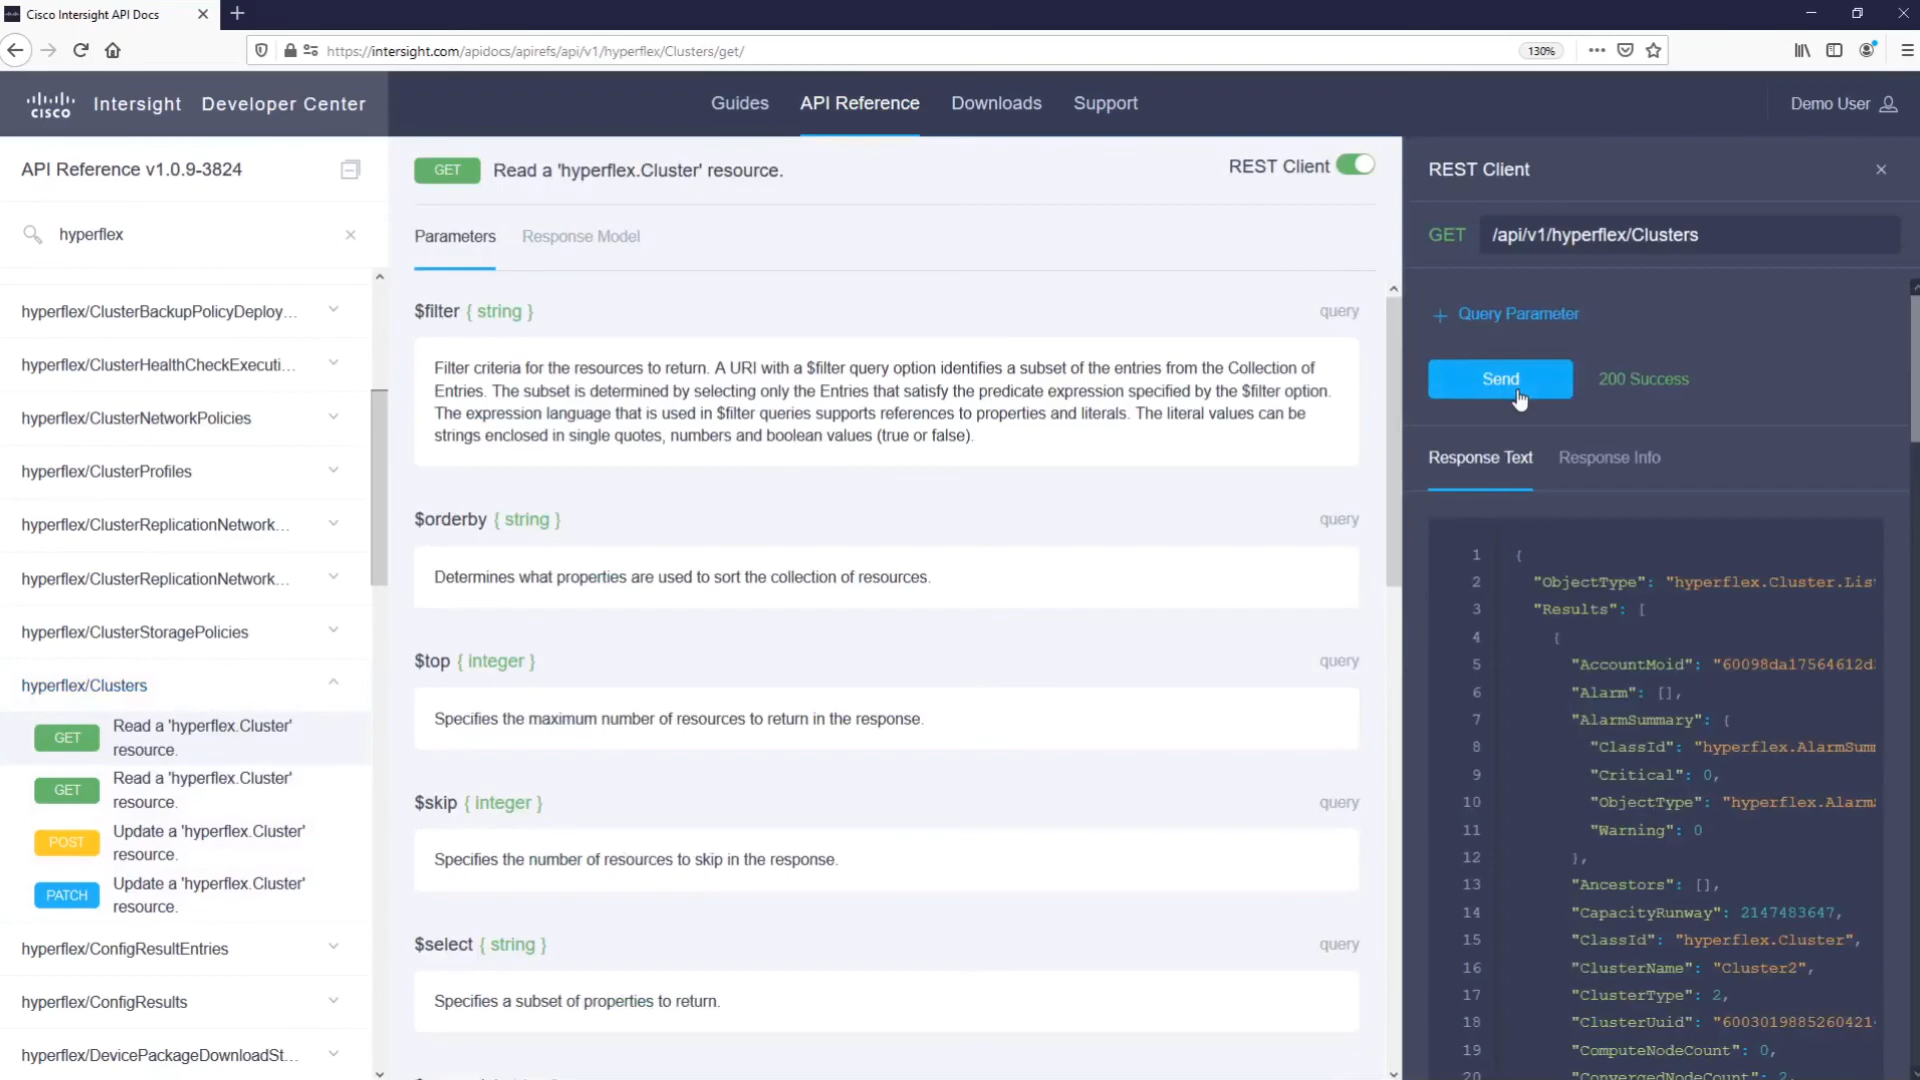 Cisco Intersight API Docs
https://intersight.com/apidocs/apirefs/api/v1/hyperflex/Clusters/get/
130%
cisco Intersight Developer Center
Guides API Reference Downloads Support
Demo User
API Reference v1.0.9-3824
hyperflex
hyperflex/ClusterBackupPolicyDeploy...
hyperflex/ClusterHealthCheckExecuti...
hyperflex/ClusterNetworkPolicies
hyperflex/ClusterProfiles
hyperflex/ClusterReplicationNetwork...
hyperflex/ClusterReplicationNetwork...
hyperflex/ClusterStoragePolicies
hyperflex/Clusters
GET Read a 'hyperflex.Cluster'
resource.
GET Read a 'hyperflex.Cluster'
resource.
POST Update a 'hyperflex.Cluster'
resource.
PATCH Update a 'hyperflex.Cluster'
resource.
hyperflex/ConfigResultEntries
hyperflex/ConfigResults
hyperflex/DevicePackageDownloadSt...
GET Read a 'hyperflex.Cluster' resource.
REST Client
Parameters Response Model
$filter { string } query
Filter criteria for the resources to return. A URI with a $filter query option identifies a subset of the entries from the Collection of
Entries. The subset is determined by selecting only the Entries that satisfy the predicate expression specified by the $filter option.
The expression language that is used in $filter queries supports references to properties and literals. The literal values can be
strings enclosed in single quotes, numbers and boolean values (true or false).
$orderby { string } query
Determines what properties are used to sort the collection of resources.
$top { integer } query
Specifies the maximum number of resources to return in the response.
$skip { integer } query
Specifies the number of resources to skip in the response.
$select { string } query
Specifies a subset of properties to return.
REST Client
GET /api/v1/hyperflex/Clusters
+ Query Parameter
Send 200 Success
Response Text Response Info
1 {
2 "ObjectType": "hyperflex.Cluster.Lis
3 "Results": [
4 {
5 "AccountMoid": "60098da17564612d
6 "Alarm": [],
7 "AlarmSummary": {
8 "ClassId": "hyperflex.AlarmSum
9 "Critical": 0,
10 "ObjectType": "hyperflex.Alarm
11 "Warning": 0
12 },
13 "Ancestors": [],
14 "CapacityRunway": 2147483647,
15 "ClassId": "hyperflex.Cluster",
16 "ClusterName": "Cluster2",
17 "ClusterType": 2,
18 "ClusterUuid": "6003019885260421
19 "ComputeNodeCount": 0,
20 "ConvergedNodeCount": 2,